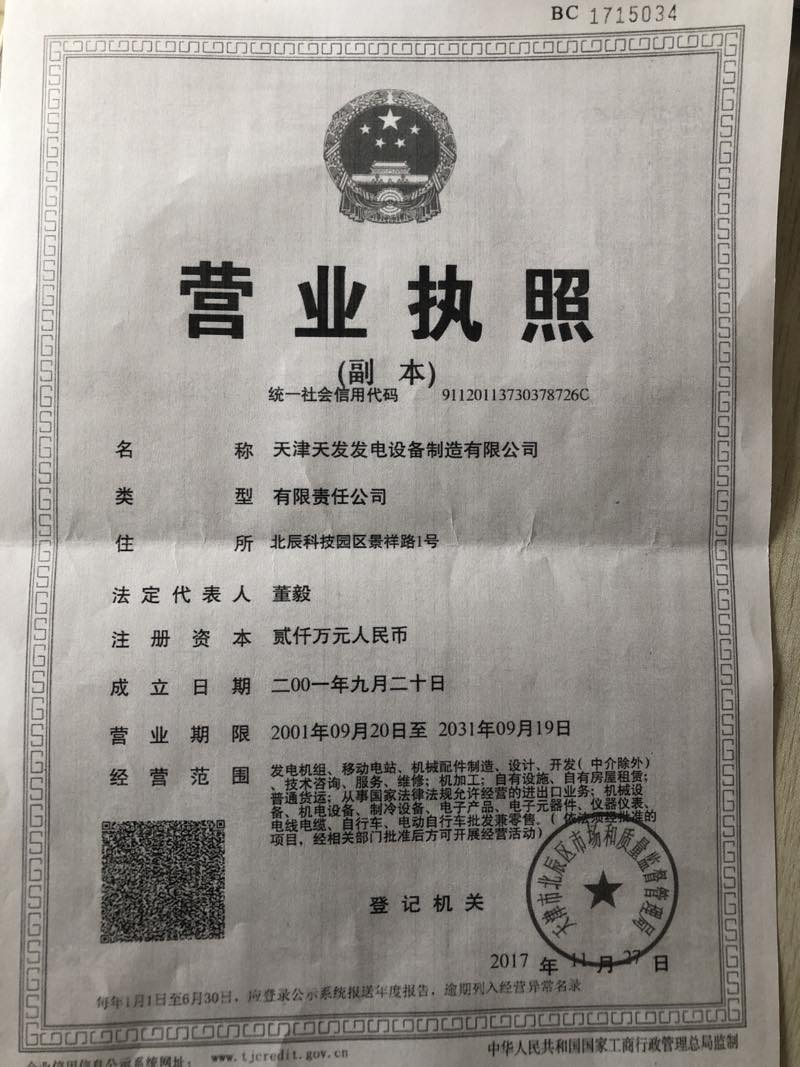 BC 1715034
营业执照
(副 本)
统一社会信用代码 91120113730378726C
名称 天津天发发电设备制造有限公司
类型 有限责任公司
住所 北辰科技园区景祥路1号
法定代表人 董毅
注册资本 贰仟万元人民币
成立日期 二00一年九月二十日
营业期限 2001年09月20日至 2031年09月19日
经营范围 发电机组、移动电站、机械配件制造、设计、开发(中介除外)
、技术咨询、服务、维修;机加工;自有设施、自有房屋租赁;
普通货运;从事国家法律法规允许经营的进出口业务;机械设
备、机电设备、制冷设备、电子产品、电子元器件、仪器仪表、
电线电缆、自行车、电动自行车批发兼零售。(依法须经批准的
项目,经相关部门批准后方可开展经营活动)
天津市北辰区市场和质量监督管理局
登记机关
2017 年 11 月 27 日
每年1月1日至6月30日,应登录公示系统报送年度报告,逾期列入经营异常名录
企业信用信息公示系统网址: www.tjcredit.gov.cn
中华人民共和国国家工商行政管理总局监制